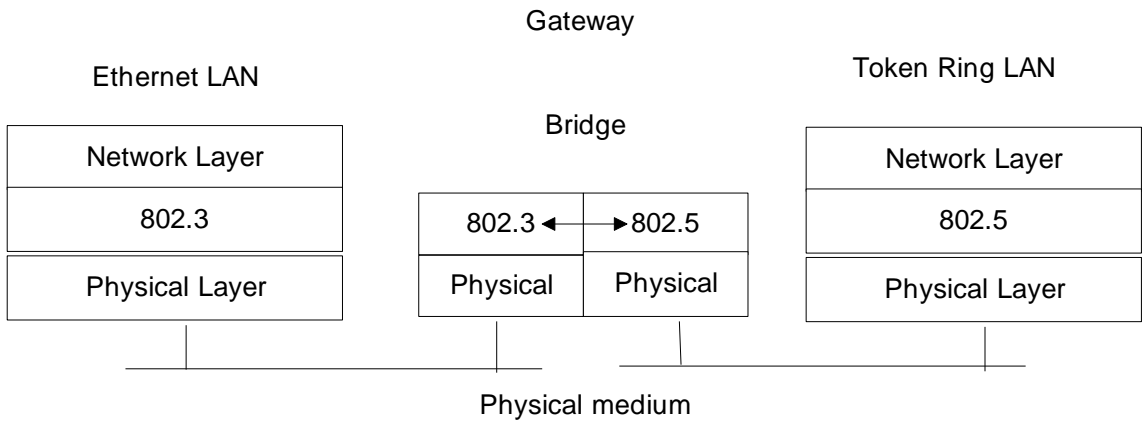 Gateway
Ethernet LAN
Token Ring LAN
Bridge
Network Layer
802.3
Physical Layer
802.3
802.5
Physical
Physical
Network Layer
802.5
Physical Layer
Physical medium